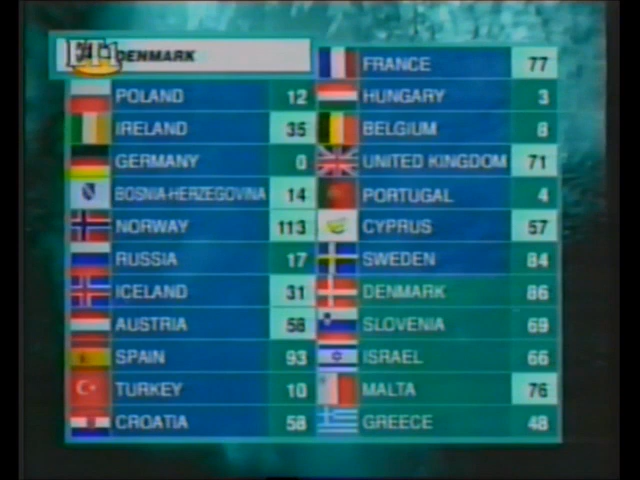 DENMARK
POLAND 12
IRELAND 35
GERMANY 0
BOSNIA-HERZEGOVINA 14
NORWAY 113
RUSSIA 17
ICELAND 31
AUSTRIA 58
SPAIN 93
TURKEY 10
CROATIA 58
FRANCE 77
HUNGARY 3
BELGIUM 8
UNITED KINGDOM 71
PORTUGAL 4
CYPRUS 57
SWEDEN 84
DENMARK 86
SLOVENIA 69
ISRAEL 66
MALTA 76
GREECE 48